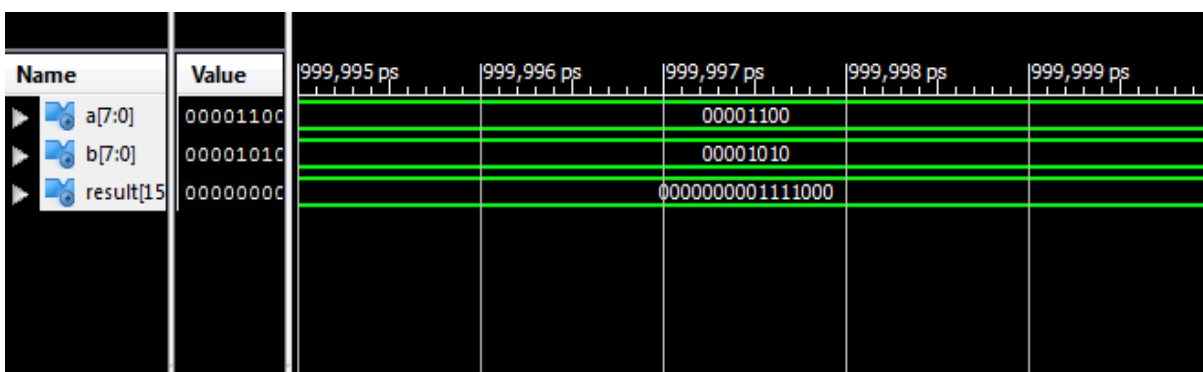 Name Value 999,995 ps 999,996 ps 999,997 ps 999,998 ps 999,999 ps
a[7:0] 00001100 00001100
b[7:0] 00001010 00001010
result[15 00000000 0000000001111000